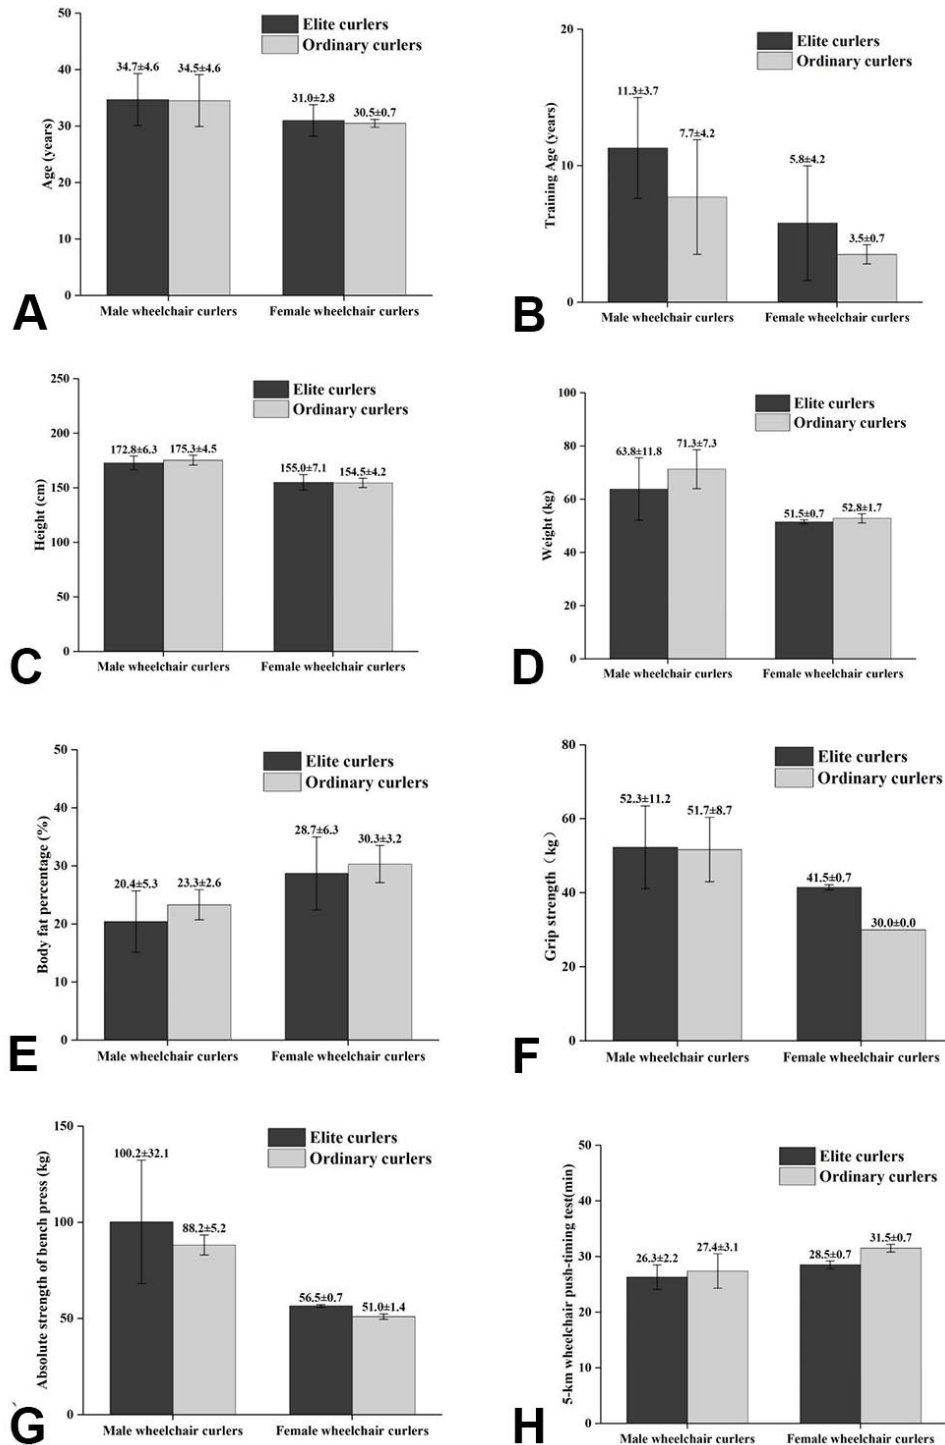 50
40
30
20
10
0
Age (years)
Elite curlers
Ordinary curlers
34.7±4.6
34.5±4.6
31.0±2.8
30.5±0.7
Male wheelchair curlers
Female wheelchair curlers
A
20
10
0
Training Age (years)
Elite curlers
Ordinary curlers
11.3±3.7
7.7±4.2
5.8±4.2
3.5±0.7
Male wheelchair curlers
Female wheelchair curlers
B
250
200
150
100
50
0
Height (cm)
Elite curlers
Ordinary curlers
172.8±6.3
175.3±4.5
155.0±7.1
154.5±4.2
Male wheelchair curlers
Female wheelchair curlers
C
100
80
60
40
20
0
Weight (kg)
Elite curlers
Ordinary curlers
63.8±11.8
71.3±7.3
51.5±0.7
52.8±1.7
Male wheelchair curlers
Female wheelchair curlers
D
50
40
30
20
10
0
Body fat percentage (%)
Elite curlers
Ordinary curlers
20.4±5.3
23.3±2.6
28.7±6.3
30.3±3.2
Male wheelchair curlers
Female wheelchair curlers
E
80
60
40
20
0
Grip strength（kg）
Elite curlers
Ordinary curlers
52.3±11.2
51.7±8.7
41.5±0.7
30.0±0.0
Male wheelchair curlers
Female wheelchair curlers
F
150
100
50
0
Absolute strength of bench press (kg)
Elite curlers
Ordinary curlers
100.2±32.1
88.2±5.2
56.5±0.7
51.0±1.4
Male wheelchair curlers
Female wheelchair curlers
G
50
40
30
20
10
0
5-km wheelchair push-timing test(min)
Elite curlers
Ordinary curlers
26.3±2.2
27.4±3.1
28.5±0.7
31.5±0.7
Male wheelchair curlers
Female wheelchair curlers
H